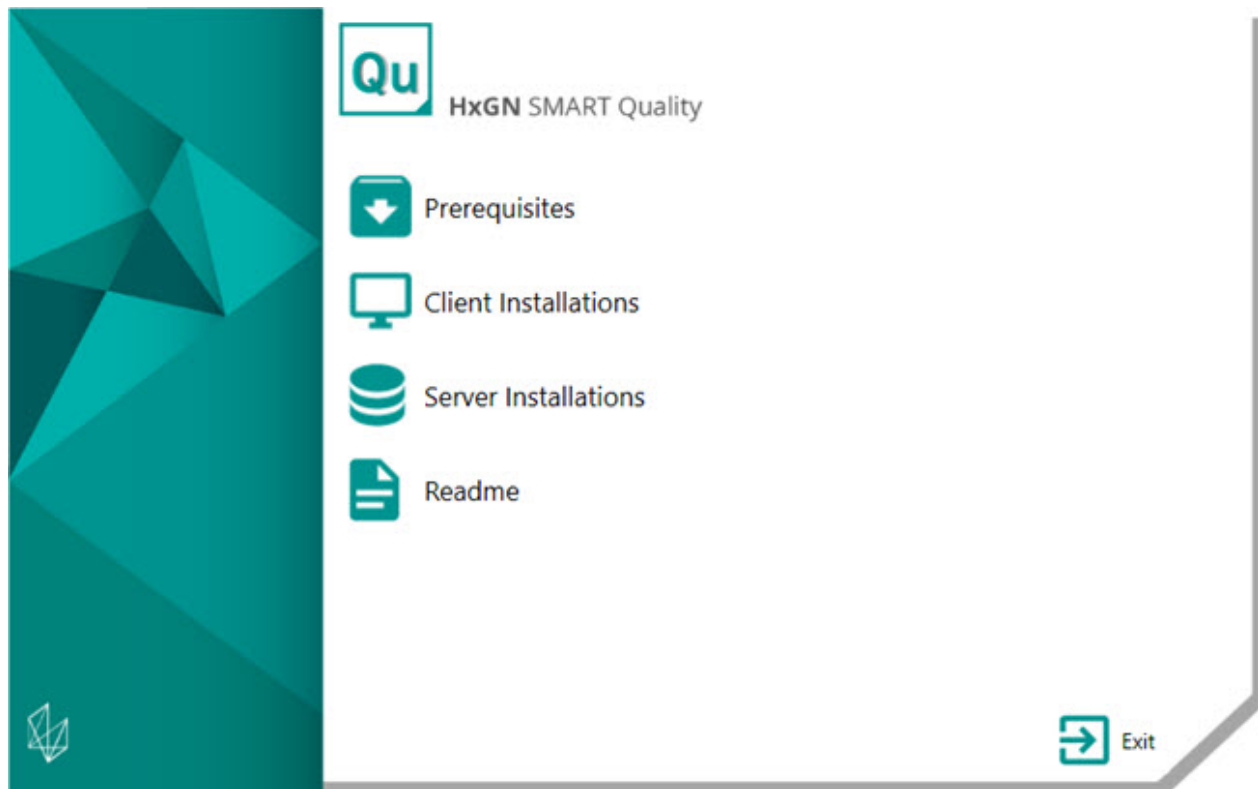 Qu
HxGN SMART Quality
Prerequisites
Client Installations
Server Installations
Readme
Exit